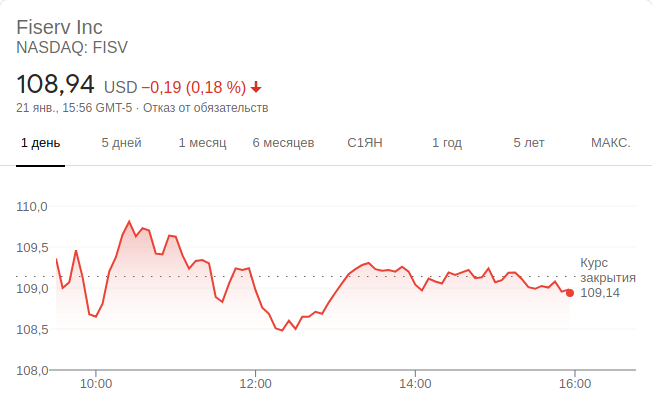 Fiserv Inc
NASDAQ: FISV
108,94 USD −0,19 (0,18 %)
21 янв., 15:56 GMT-5 · Отказ от обязательств
1 день 5 дней 1 месяц 6 месяцев С1ЯН 1 год 5 лет МАКС.
110,0
109,5
109,0
108,5
108,0
Курс
закрытия
109,14
10:00 12:00 14:00 16:00